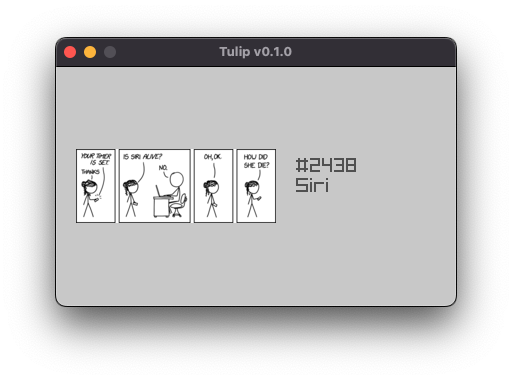 Tulip v0.1.0
YOUR TIMER
IS SET.
THANKS
IS SIRI ALIVE?
NO.
OH, OK.
HOW DID
SHE DIE?
#2438
Siri